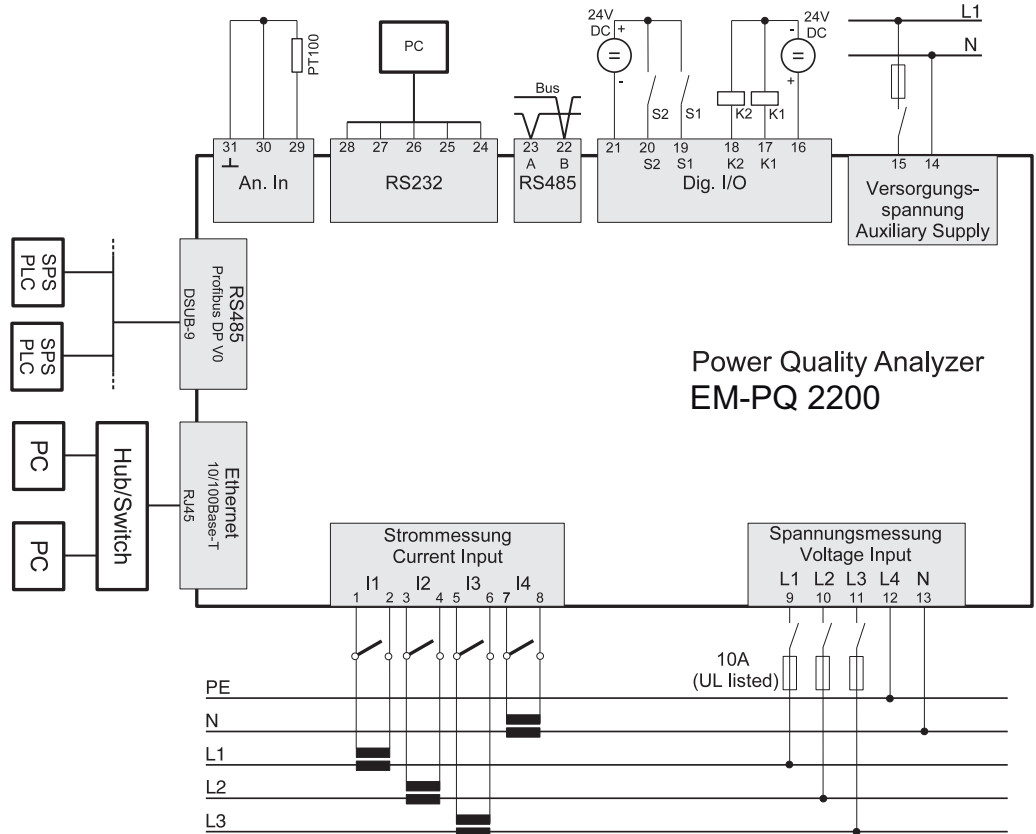 24V
DC
+
-
24V
DC
-
+
L1
N
PC
PT100
Bus
S2
S1
K2
K1
31
30
29
28
27
26
25
24
23
22
21
20
19
18
17
16
15
14
A
B
S2
S1
K2
K1
An. In
RS232
RS485
Dig. I/O
Versorgungs-
spannung
Auxiliary Supply
SPS
PLC
SPS
PLC
RS485
Profibus DP V0
DSUB-9
Power Quality Analyzer
EM-PQ 2200
PC
PC
Hub/Switch
Ethernet
10/100Base-T
RJ45
Strommessung
Current Input
I1
I2
I3
I4
1
2
3
4
5
6
7
8
Spannungsmessung
Voltage Input
L1
L2
L3
L4
N
9
10
11
12
13
10A
(UL listed)
PE
N
L1
L2
L3